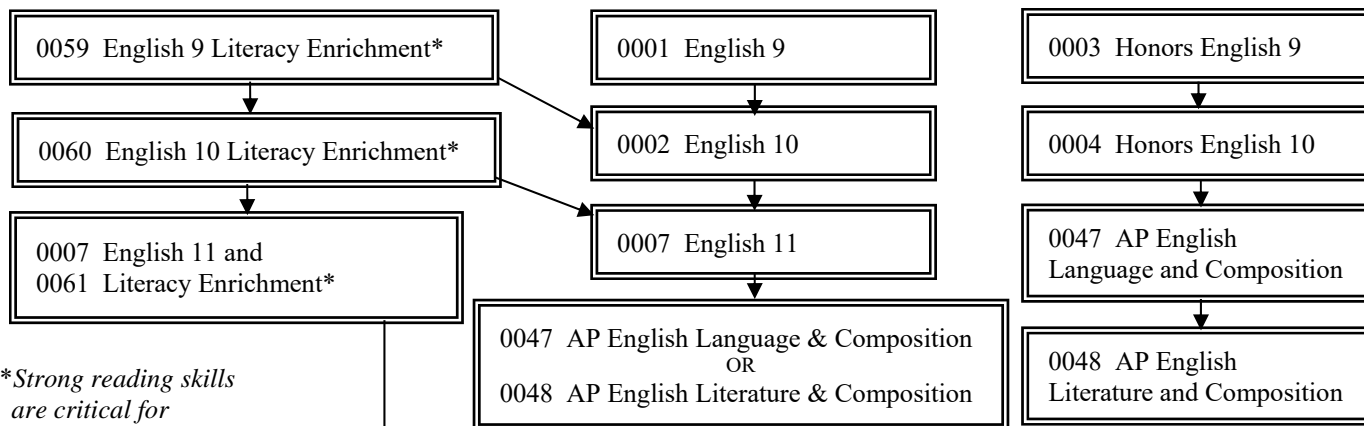 0059 English 9 Literacy Enrichment*
0001 English 9
0003 Honors English 9
0060 English 10 Literacy Enrichment*
0002 English 10
0004 Honors English 10
0007 English 11 and
0061 Literacy Enrichment*
0007 English 11
0047 AP English
Language and Composition
0047 AP English Language & Composition
OR
0048 AP English Literature & Composition
0048 AP English
Literature and Composition
*Strong reading skills
are critical for